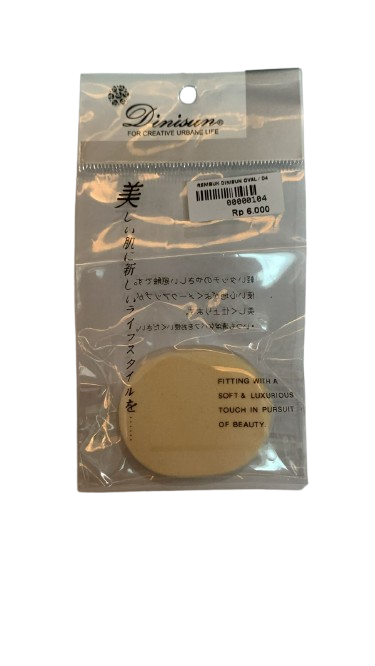 Dinisun®
FOR CREATIVE URBANE LIFE
REMBUK DINISUN OVAL / 04
00000104
Rp 6.000
美しい肌に新しいライフスタイルを……
FITTING WITH A
SOFT & LUXURIOUS
TOUCH IN PURSUIT
OF BEAUTY